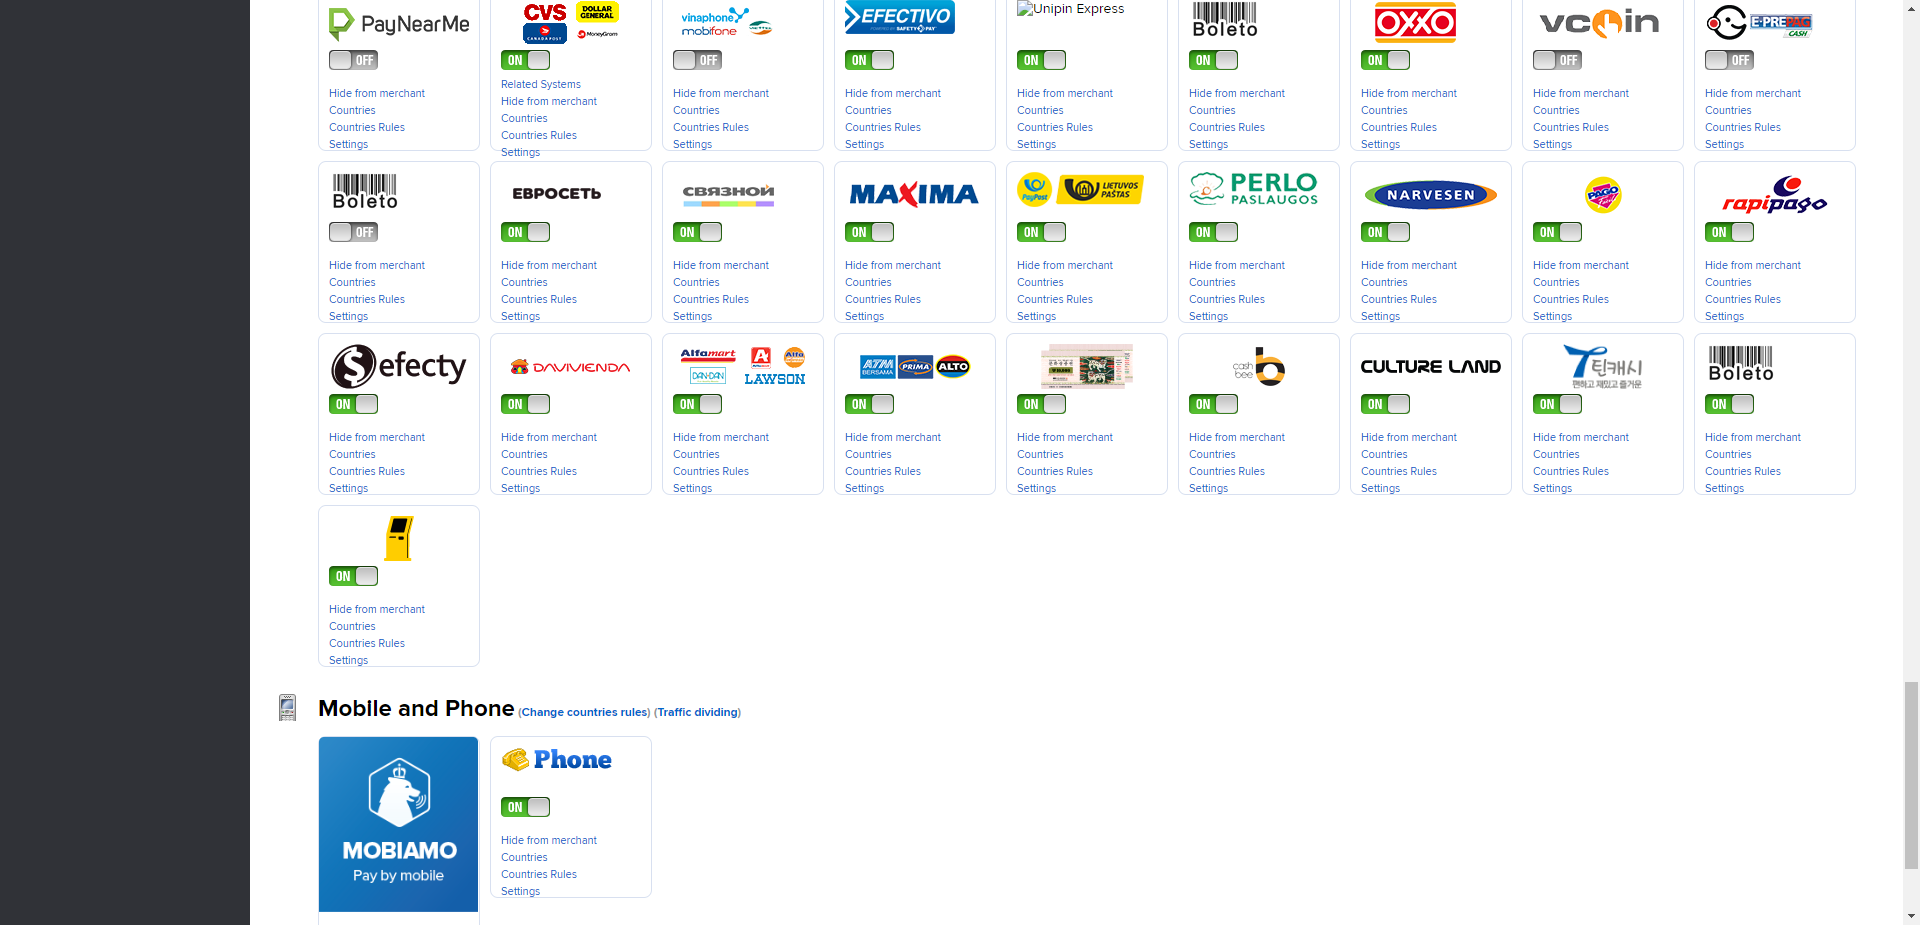 PayNearMe
CVS DOLLAR GENERAL
CANADA POST MoneyGram
vinaphone
mobifone VIETTEL
EFECTIVO
POWERED BY SAFETYPAY
Unipin Express
Boleto
OXXO
vcoin
E-PREPAG
CASH
OFF ON OFF ON ON ON ON OFF OFF
Related Systems
Hide from merchant Hide from merchant Hide from merchant Hide from merchant Hide from merchant Hide from merchant Hide from merchant Hide from merchant Hide from merchant
Countries Countries Countries Countries Countries Countries Countries Countries Countries
Countries Rules Countries Rules Countries Rules Countries Rules Countries Rules Countries Rules Countries Rules Countries Rules Countries Rules
Settings Settings Settings Settings Settings Settings Settings Settings Settings
Boleto
ЕВРОСЕТЬ
СВЯЗНОЙ
MAXIMA
PayPost LIETUVOS PAŠTAS
PERLO
PASLAUGOS
NARVESEN
PAGO
rapipago
OFF ON ON ON ON ON ON ON ON
Hide from merchant Hide from merchant Hide from merchant Hide from merchant Hide from merchant Hide from merchant Hide from merchant Hide from merchant Hide from merchant
Countries Countries Countries Countries Countries Countries Countries Countries Countries
Countries Rules Countries Rules Countries Rules Countries Rules Countries Rules Countries Rules Countries Rules Countries Rules Countries Rules
Settings Settings Settings Settings Settings Settings Settings Settings Settings
$efecty
DAVIVIENDA
Alfamart Alfa
DAN+DAN LAWSON
ATM BERSAMA PRIMA ALTO
cash
bee
CULTURE LAND
틴캐시
편하고 재밌고 즐거운
Boleto
ON ON ON ON ON ON ON ON ON
Hide from merchant Hide from merchant Hide from merchant Hide from merchant Hide from merchant Hide from merchant Hide from merchant Hide from merchant Hide from merchant
Countries Countries Countries Countries Countries Countries Countries Countries Countries
Countries Rules Countries Rules Countries Rules Countries Rules Countries Rules Countries Rules Countries Rules Countries Rules Countries Rules
Settings Settings Settings Settings Settings Settings Settings Settings Settings
ON
Hide from merchant
Countries
Countries Rules
Settings
Mobile and Phone (Change countries rules) (Traffic dividing)
MOBIAMO
Pay by mobile
Phone
ON
Hide from merchant
Countries
Countries Rules
Settings